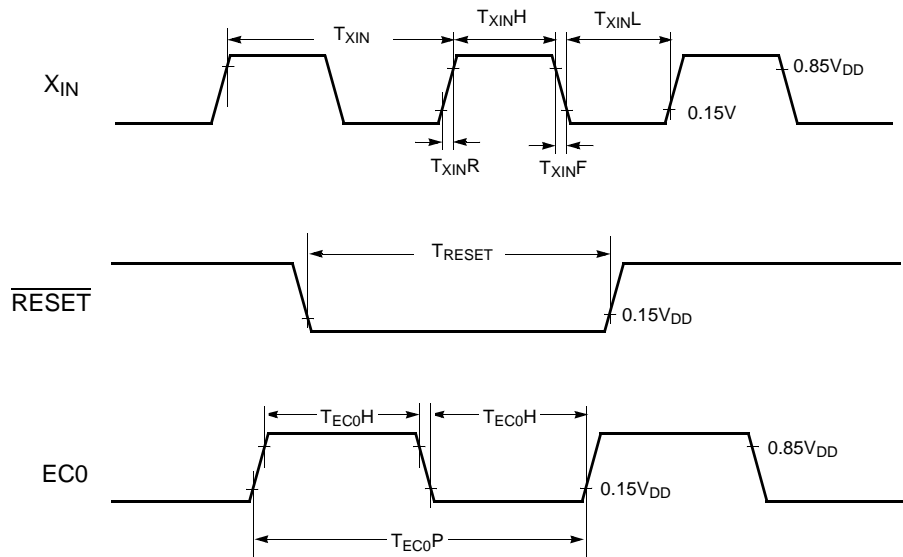 TXIN TXINH TXINL
XIN
0.85VDD
0.15V
TXINR TXINF
TRESET
RESET
0.15VDD
TEC0H TEC0H
EC0
0.85VDD
0.15VDD
TEC0P